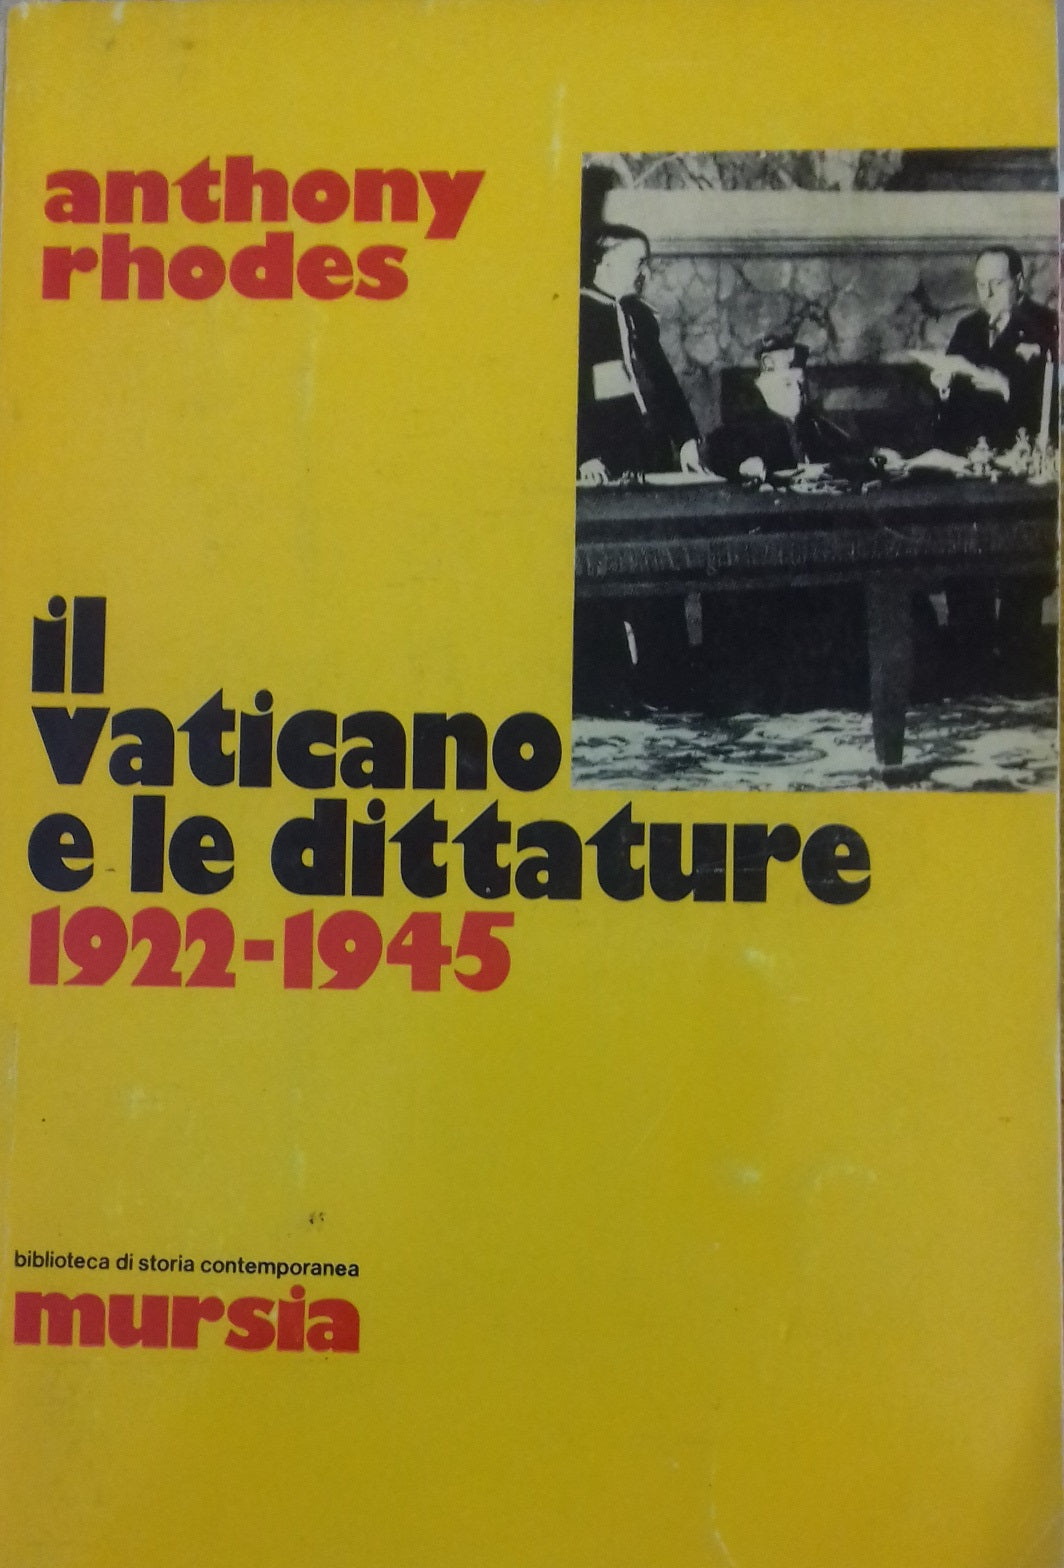 anthony
rhodes
il
vaticano
e le dittature
1922-1945
biblioteca di storia contemporanea
mursia